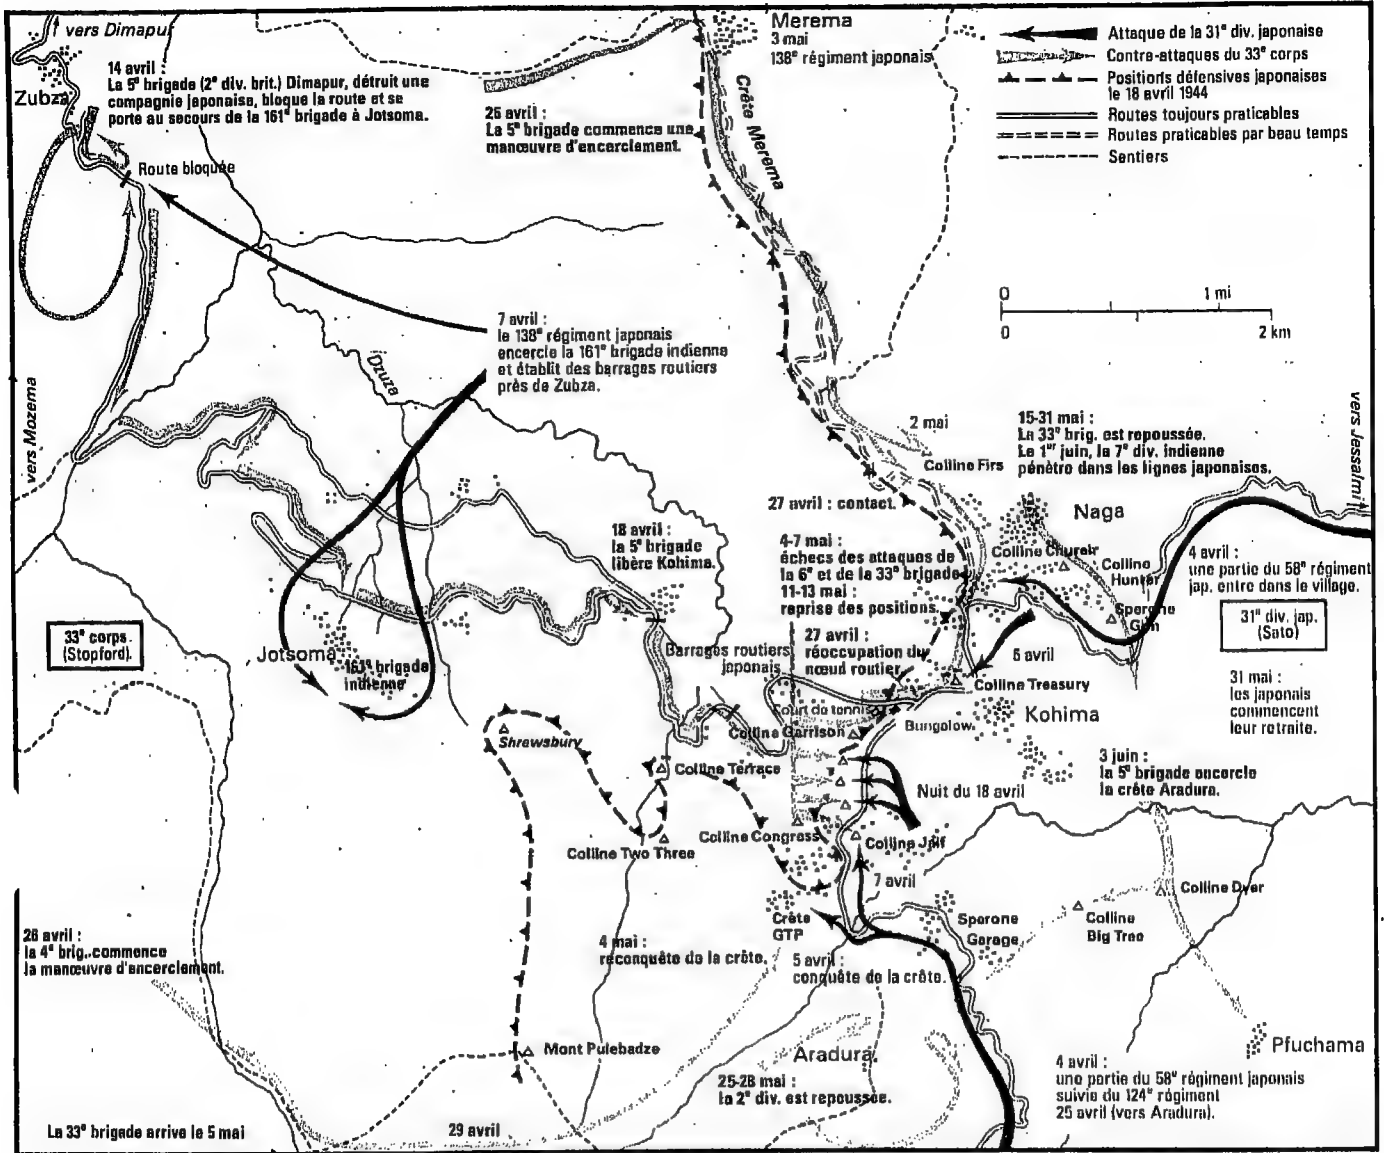 vers Dimapur
Zubza
14 avril :
La 5e brigade (2e div. brit.) Dimapur, détruit une
compagnie japonaise, bloque la route et se
porte au secours de la 161e brigade à Jotsoma.
Route bloquée
26 avril :
La 5e brigade commence une
manœuvre d'encerclement.
Merema
3 mai
138e régiment japonais
Crête Merema
Attaque de la 31e div. japonaise
Contre-attaques du 33e corps
Positions défensives japonaises
le 18 avril 1944
Routes toujours praticables
Routes praticables par beau temps
Sentiers
0 1 mi
0 2 km
7 avril :
le 138e régiment japonais
encercle la 161e brigade indienne
et établit des barrages routiers
près de Zubza.
Dzuza
vers Mozema
vers Jessalmi
2 mai
Colline Firs
15-31 mai :
La 33e brig. est repoussée.
Le 1er juin, la 7e div. indienne
pénètre dans les lignes japonaises.
27 avril : contact.
Naga
18 avril :
la 5e brigade
libère Kohima.
4-7 mai :
échecs des attaques de
la 6e et de la 33e brigade
11-13 mai :
reprise des positions.
Colline Church
Colline
Hunter
Sperone
Gun
4 avril :
une partie du 58e régiment
jap. entre dans le village.
31e div. jap.
(Sato)
33e corps.
(Stopford).
Jotsoma
161e brigade
indienne
Barrages routiers
japonais
27 avril :
réoccupation du
nœud routier.
6 avril
Colline Treasury
31 mai :
les japonais
commencent
leur retraite.
Court de tennis
Bungalow
Kohima
Shrewsbury
Colline Garrison
Colline Terrace
Nuit du 18 avril
3 juin :
la 5e brigade encercle
la crête Aradura.
Colline Congress
Colline Jail
Colline Two Three
7 avril
Colline Dyer
Colline
Big Tree
Crête
GTP
Sperone
Garage
26 avril :
la 4e brig. commence
la manœuvre d'encerclement.
4 mai :
reconquête de la crête.
5 avril :
conquête de la crête.
Mont Pulebadze
Aradura
Pfuchama
25-28 mai :
la 2e div. est repoussée.
4 avril :
une partie du 58e régiment japonais
suivie du 124e régiment
25 avril (vers Aradura).
La 33e brigade arrive le 5 mai
29 avril